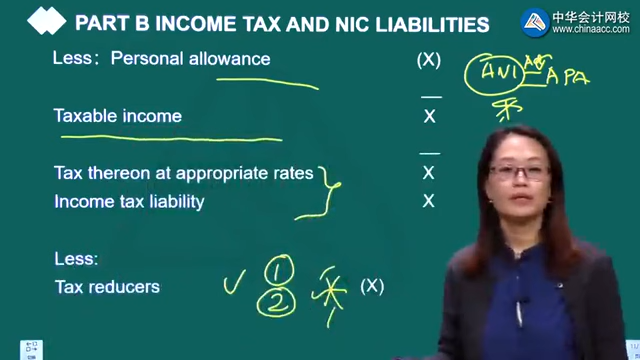 PART B INCOME TAX AND NIC LIABILITIES
中华会计网校
www.chinaacc.com
Less: Personal allowance (X)
ANI APA
Taxable income X
Tax thereon at appropriate rates X
Income tax liability X
Less:
Tax reducers (X)
1
2